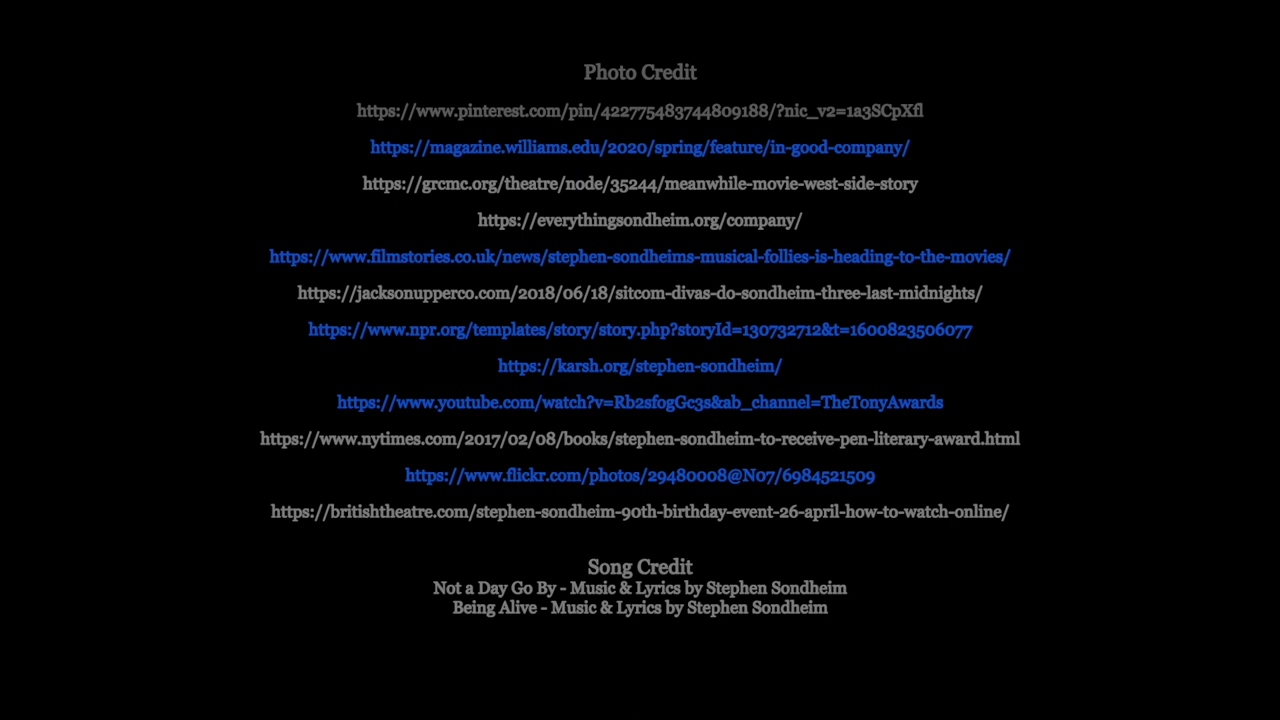 Photo Credit
https://www.pinterest.com/pin/422775483744809188/?nic_v2=1a3SCpXfl
https://magazine.williams.edu/2020/spring/feature/in-good-company/
https://grcmc.org/theatre/node/35244/meanwhile-movie-west-side-story
https://everythingsondheim.org/company/
https://www.filmstories.co.uk/news/stephen-sondheims-musical-follies-is-heading-to-the-movies/
https://jacksonupperco.com/2018/06/18/sitcom-divas-do-sondheim-three-last-midnights/
https://www.npr.org/templates/story/story.php?storyId=130732712&t=1600823506077
https://karsh.org/stephen-sondheim/
https://www.youtube.com/watch?v=Rb2sfogGc3s&ab_channel=TheTonyAwards
https://www.nytimes.com/2017/02/08/books/stephen-sondheim-to-receive-pen-literary-award.html
https://www.flickr.com/photos/29480008@N07/6984521509
https://britishtheatre.com/stephen-sondheim-90th-birthday-event-26-april-how-to-watch-online/
Song Credit
Not a Day Go By - Music & Lyrics by Stephen Sondheim
Being Alive - Music & Lyrics by Stephen Sondheim